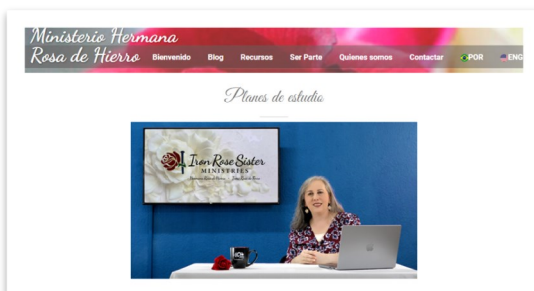 Ministerio Hermana
Rosa de Hierro
Bienvenido Blog Recursos Ser Parte Quienes somos Contactar POR ENG
Planes de estudio
Iron Rose Sister
MINISTRIES